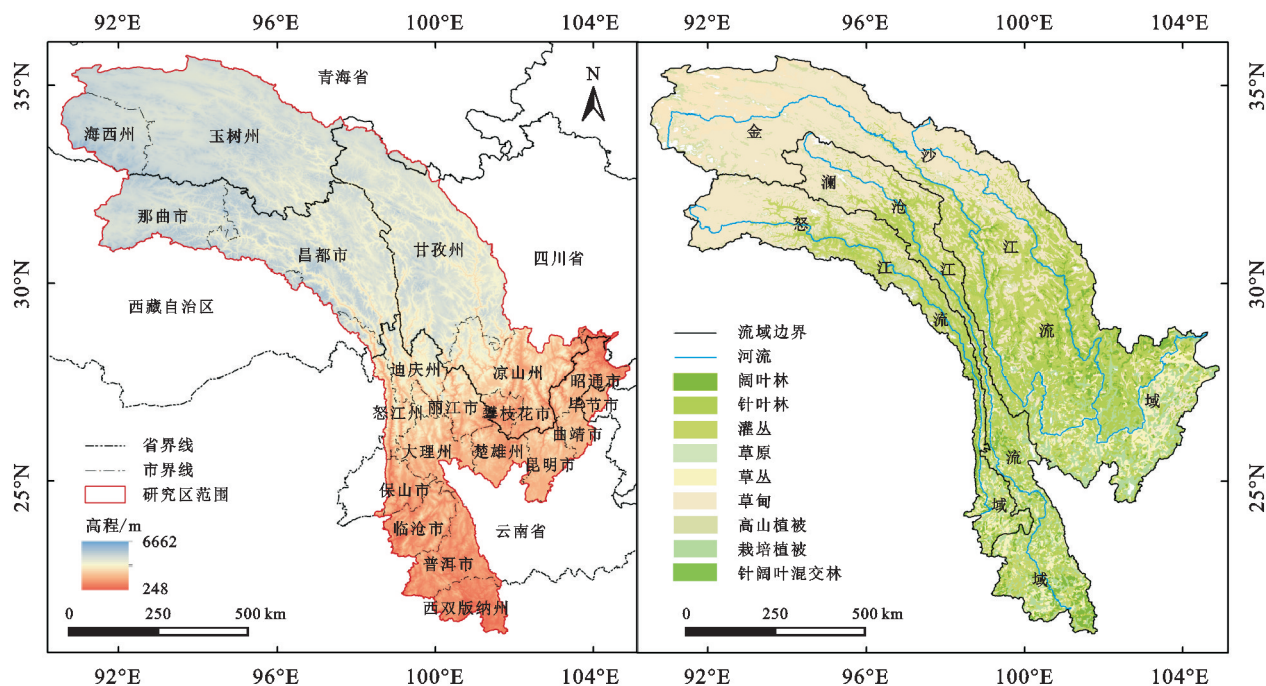 92°E 96°E 100°E 104°E
92°E 96°E 100°E 104°E
35°N
30°N
25°N
青海省
N
海西州
玉树州
那曲市
昌都市
甘孜州
四川省
西藏自治区
迪庆州
凉山州
昭通市
怒江州
丽江市
攀枝花市
毕节市
大理州
楚雄州
曲靖市
昆明市
保山市
临沧市
云南省
普洱市
西双版纳州
省界线
市界线
研究区范围
高程/m
6662
248
0 250 500 km
92°E 96°E 100°E 104°E
金
沙
江
流
域
澜
沧
江
流
域
怒
江
流
域
流域边界
河流
阔叶林
针叶林
灌丛
草原
草丛
草甸
高山植被
栽培植被
针阔叶混交林
0 250 500 km
35°N
30°N
25°N
92°E 96°E 100°E 104°E